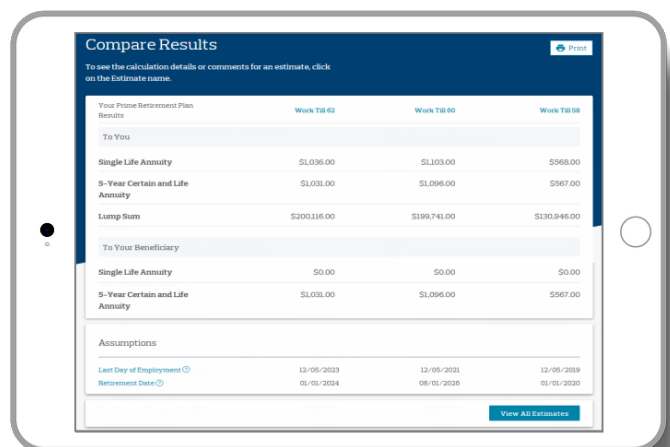 Compare Results
Print
To see the calculation details or comments for an estimate, click
on the Estimate name.
Your Prime Retirement Plan
Results
Work Till 62
Work Till 60
Work Till 58
To You
Single Life Annuity $1,036.00 $1,103.00 $568.00
5-Year Certain and Life
Annuity
$1,031.00 $1,096.00 $567.00
Lump Sum $200,116.00 $199,741.00 $130,946.00
To Your Beneficiary
Single Life Annuity $0.00 $0.00 $0.00
5-Year Certain and Life
Annuity
$1,031.00 $1,096.00 $567.00
Assumptions
Last Day of Employment ? 12/05/2023 12/05/2021 12/05/2019
Retirement Date ? 01/01/2024 08/01/2026 01/01/2020
View All Estimates